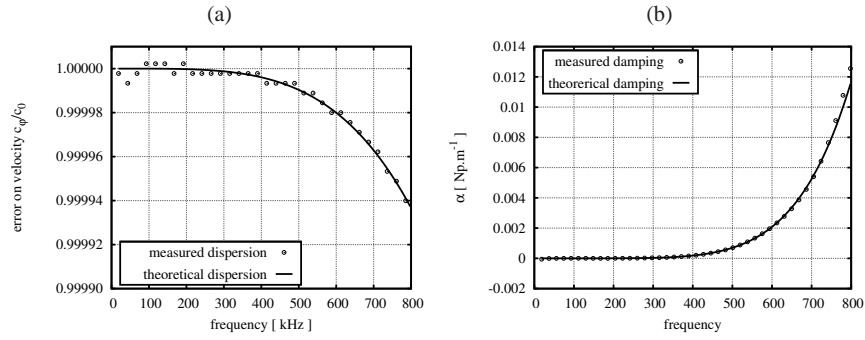 (a)
error on velocity cφ/c0
1.00000
0.99998
0.99996
0.99994
0.99992
0.99990
measured dispersion
theoretical dispersion
0 100 200 300 400 500 600 700 800
frequency [ kHz ]
(b)
α [ Np.m-1]
0.014
0.012
0.01
0.008
0.006
0.004
0.002
0
-0.002
measured damping
theorerical damping
0 100 200 300 400 500 600 700 800
frequency